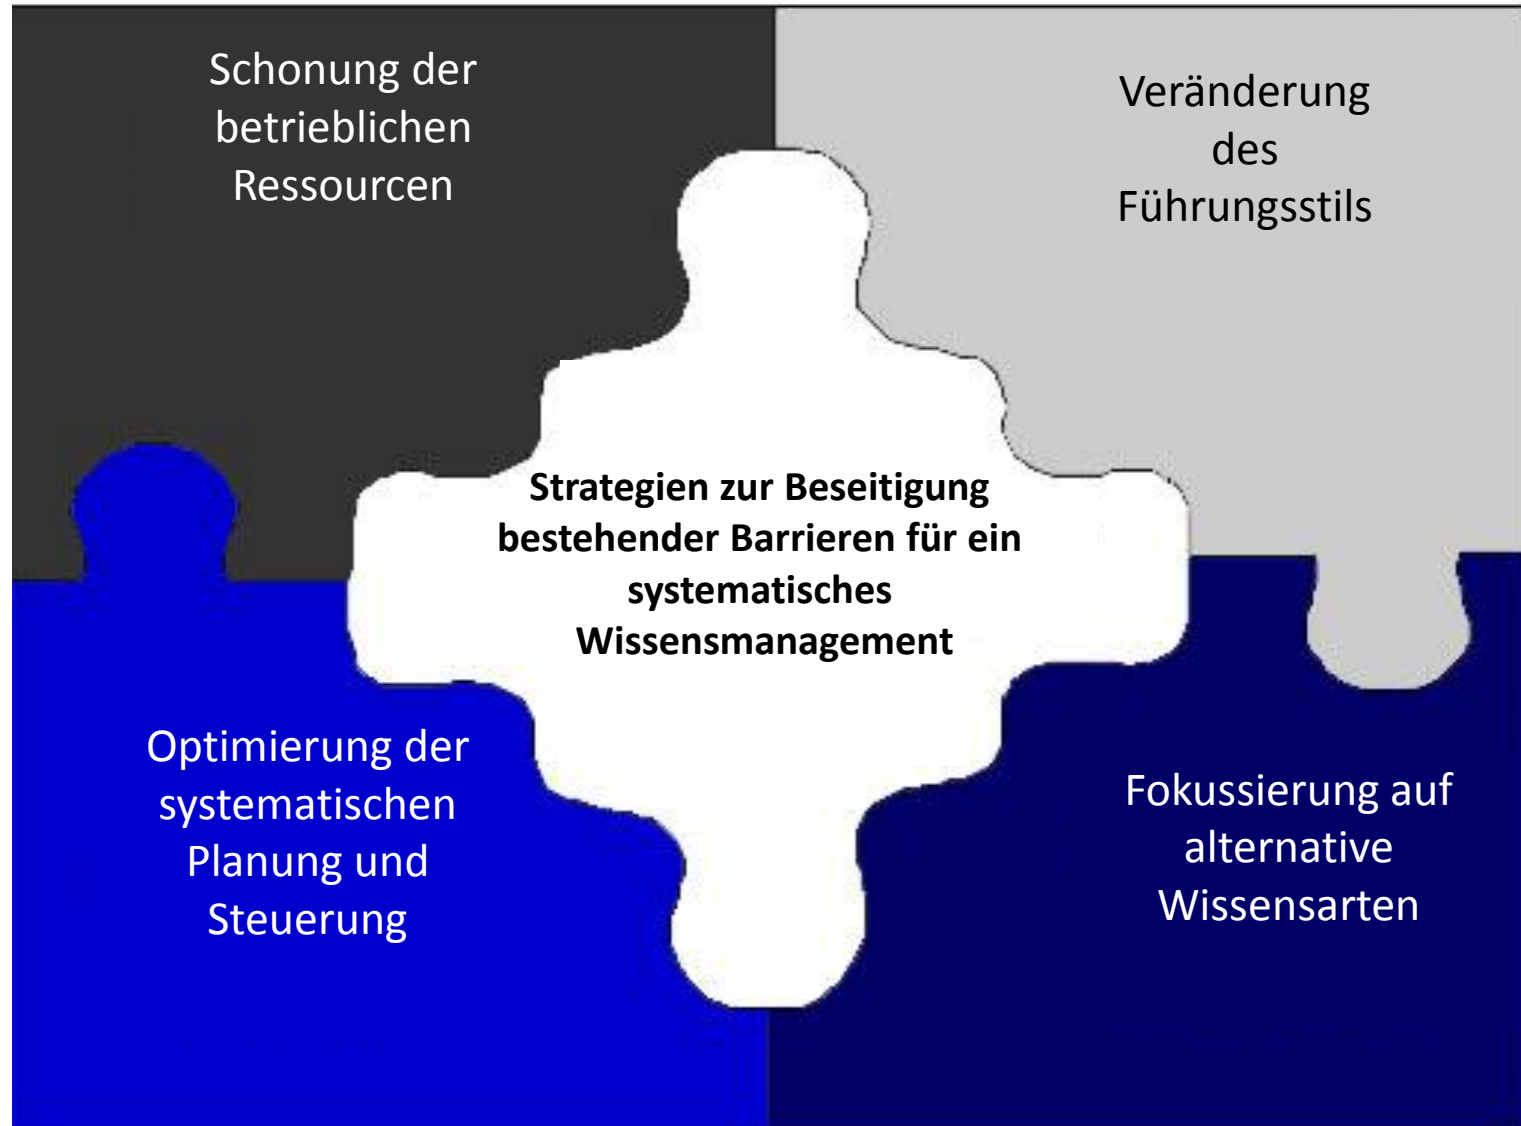 Schonung der
betrieblichen
Ressourcen
Veränderung
des
Führungsstils
Strategien zur Beseitigung
bestehender Barrieren für ein
systematisches
Wissensmanagement
Optimierung der
systematischen
Planung und
Steuerung
Fokussierung auf
alternative
Wissensarten